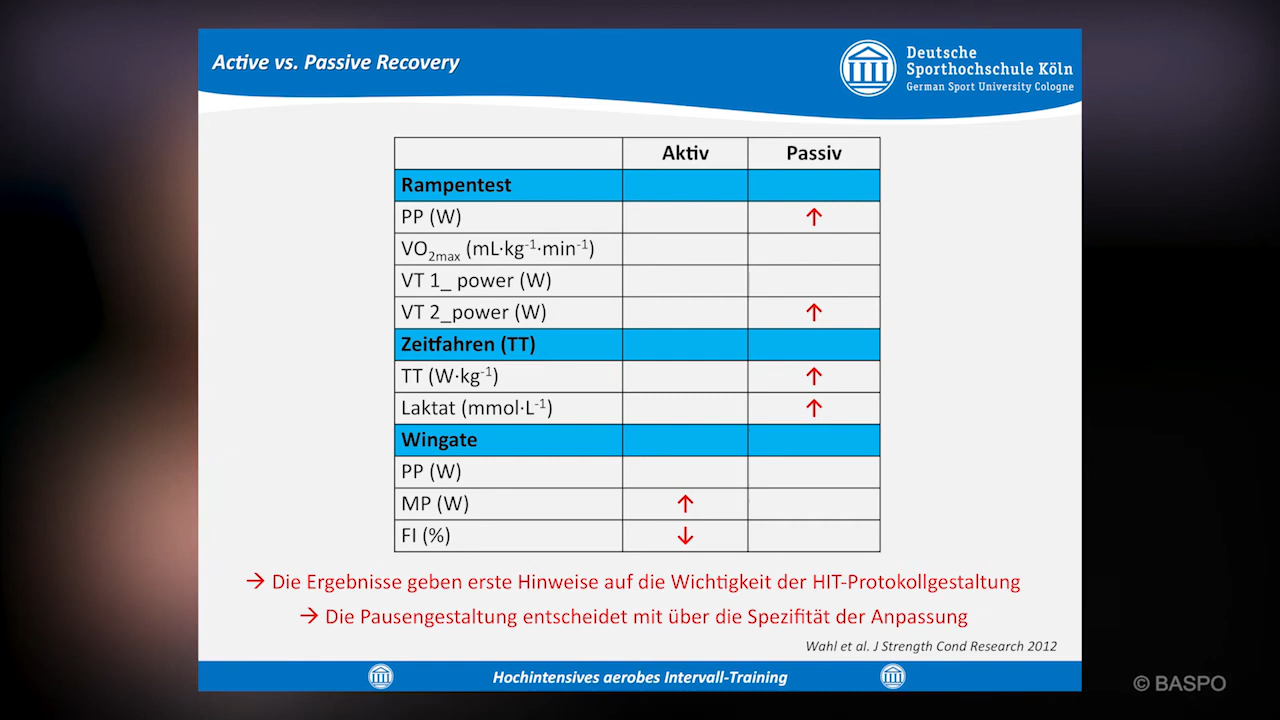 Active vs. Passive Recovery
Deutsche
Sporthochschule Köln
German Sport University Cologne
Aktiv Passiv
Rampentest
PP (W) ↑
VO2max (mL·kg-1·min-1)
VT 1_ power (W)
VT 2_power (W) ↑
Zeitfahren (TT)
TT (W·kg-1) ↑
Laktat (mmol·L-1) ↑
Wingate
PP (W)
MP (W) ↑
FI (%) ↓
→ Die Ergebnisse geben erste Hinweise auf die Wichtigkeit der HIT-Protokollgestaltung
→ Die Pausengestaltung entscheidet mit über die Spezifität der Anpassung
Wahl et al. J Strength Cond Research 2012
Hochintensives aerobes Intervall-Training
© BASPO